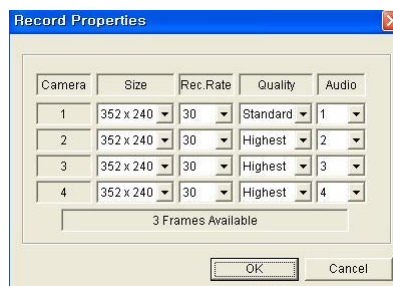 Record Properties
Camera Size Rec.Rate Quality Audio
1 352 x 240 30 Standard 1
2 352 x 240 30 Highest 2
3 352 x 240 30 Highest 3
4 352 x 240 30 Highest 4
3 Frames Available
OK Cancel